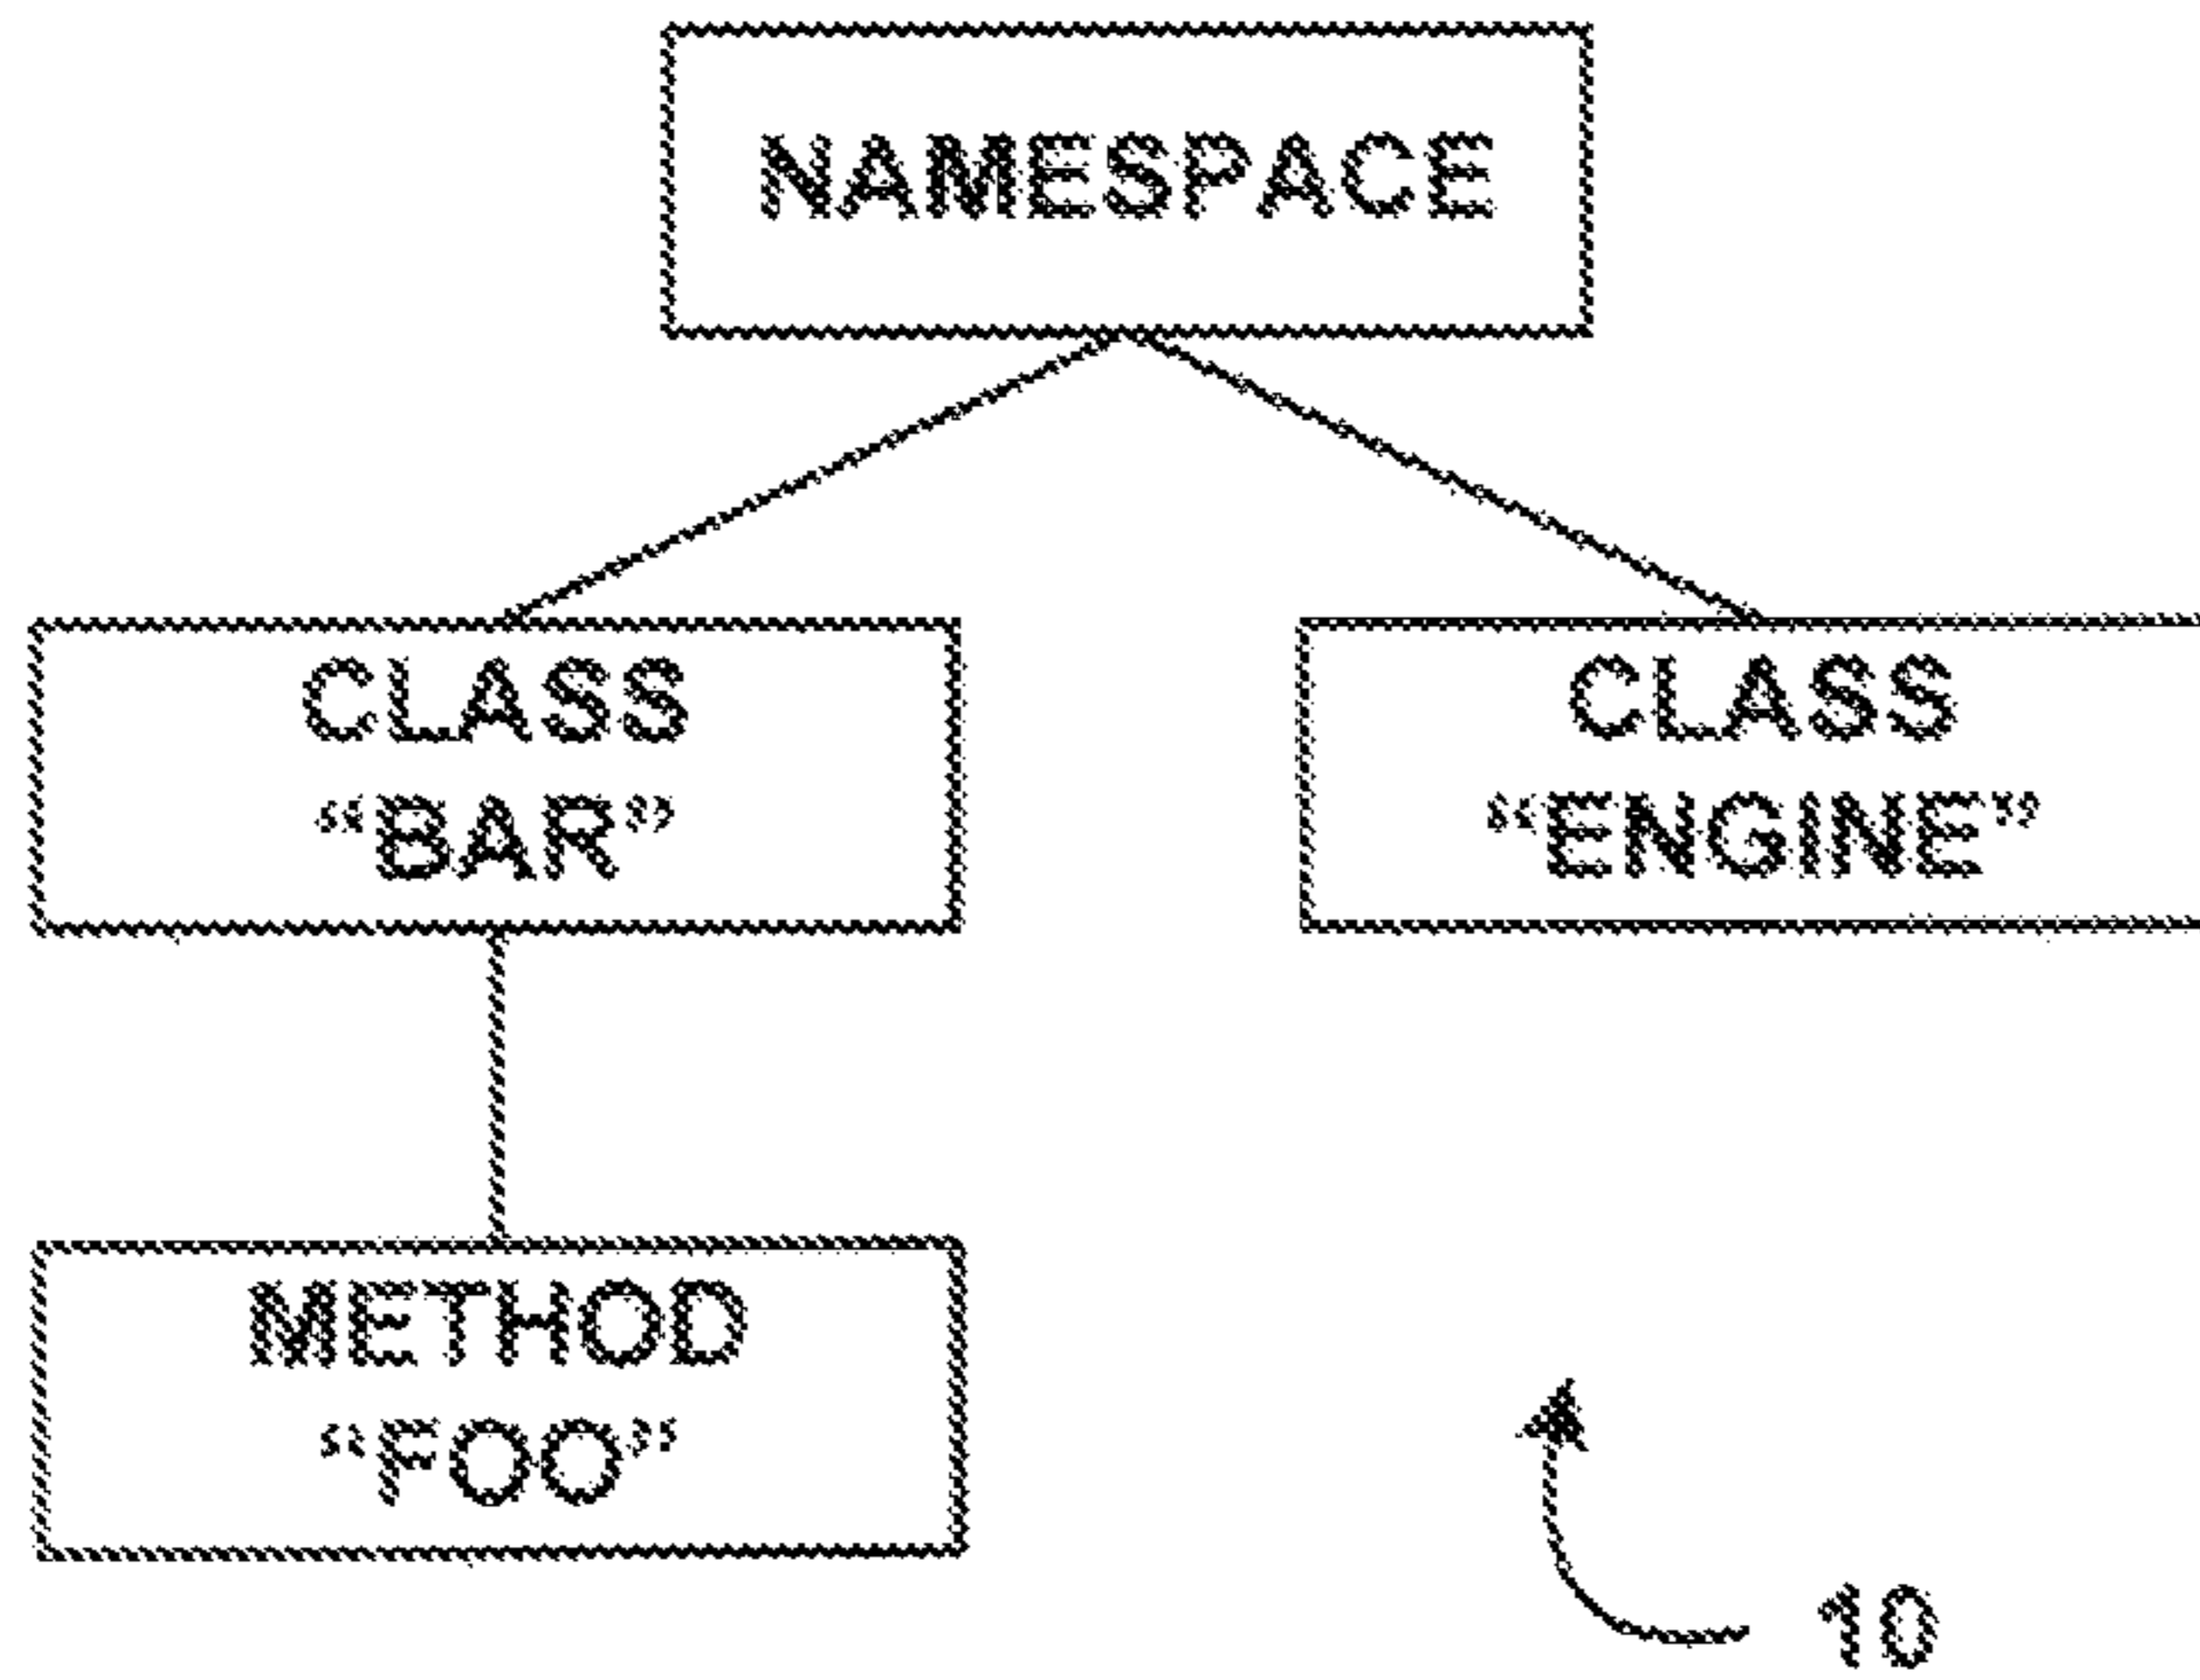 NAMESPACE
CLASS
“BAR”
CLASS
“ENGINE”
METHOD
“FOO”
10